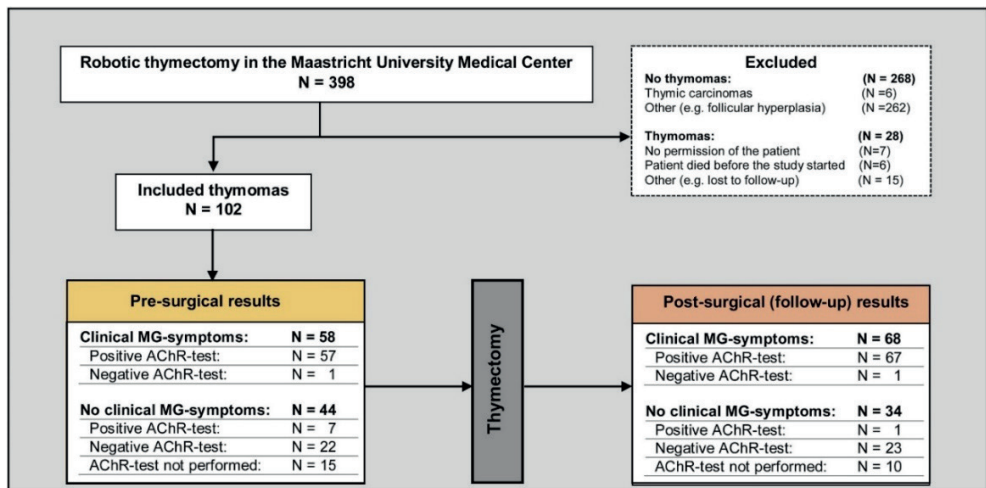 Robotic thymectomy in the Maastricht University Medical Center
N = 398
Excluded
No thymomas: (N = 268)
Thymic carcinomas (N =6)
Other (e.g. follicular hyperplasia) (N =262)
Thymomas: (N = 28)
No permission of the patient (N=7)
Patient died before the study started (N=6)
Other (e.g. lost to follow-up) (N = 15)
Included thymomas
N = 102
Pre-surgical results
Clinical MG-symptoms: N = 58
Positive AChR-test: N = 57
Negative AChR-test: N = 1
No clinical MG-symptoms: N = 44
Positive AChR-test: N = 7
Negative AChR-test: N = 22
AChR-test not performed: N = 15
Thymectomy
Post-surgical (follow-up) results
Clinical MG-symptoms: N = 68
Positive AChR-test: N = 67
Negative AChR-test: N = 1
No clinical MG-symptoms: N = 34
Positive AChR-test: N = 1
Negative AChR-test: N = 23
AChR-test not performed: N = 10